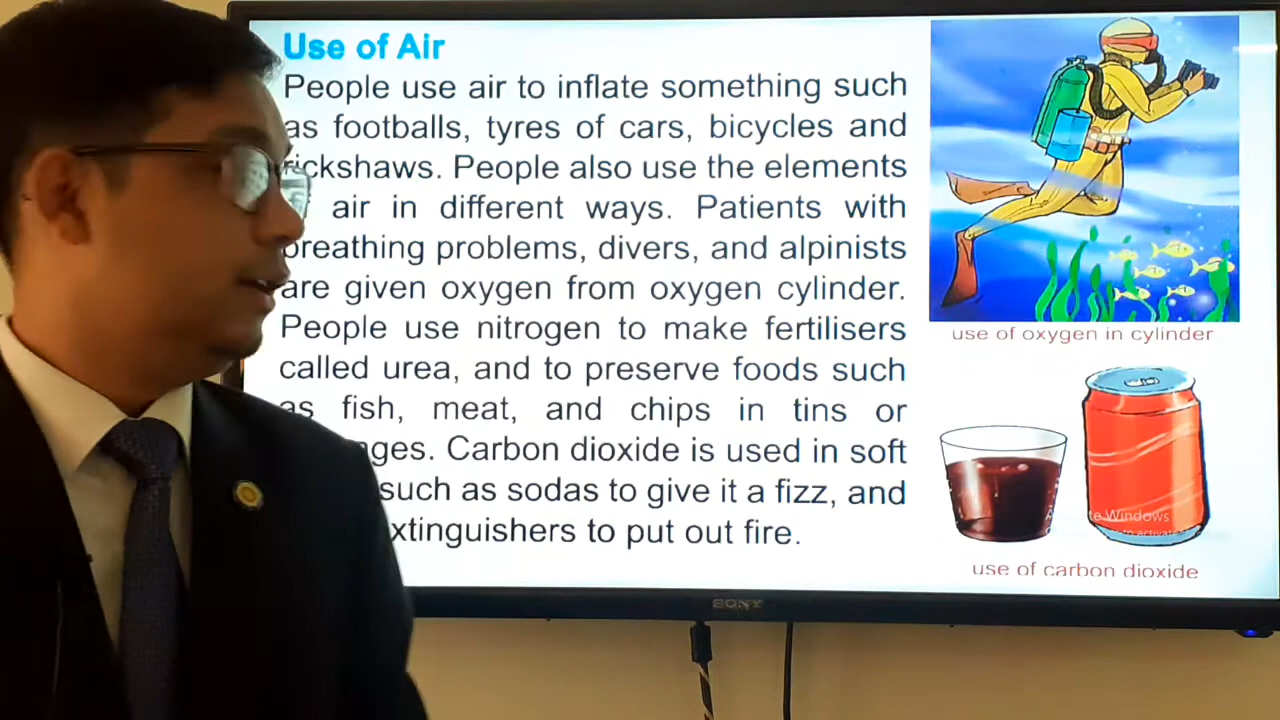 Use of Air
People use air to inflate something such
as footballs, tyres of cars, bicycles and
rickshaws. People also use the elements
air in different ways. Patients with
breathing problems, divers, and alpinists
are given oxygen from oxygen cylinder.
People use nitrogen to make fertilisers
called urea, and to preserve foods such
as fish, meat, and chips in tins or
ges. Carbon dioxide is used in soft
such as sodas to give it a fizz, and
xtinguishers to put out fire.
use of oxygen in cylinder
te Windows
use of carbon dioxide
SONY